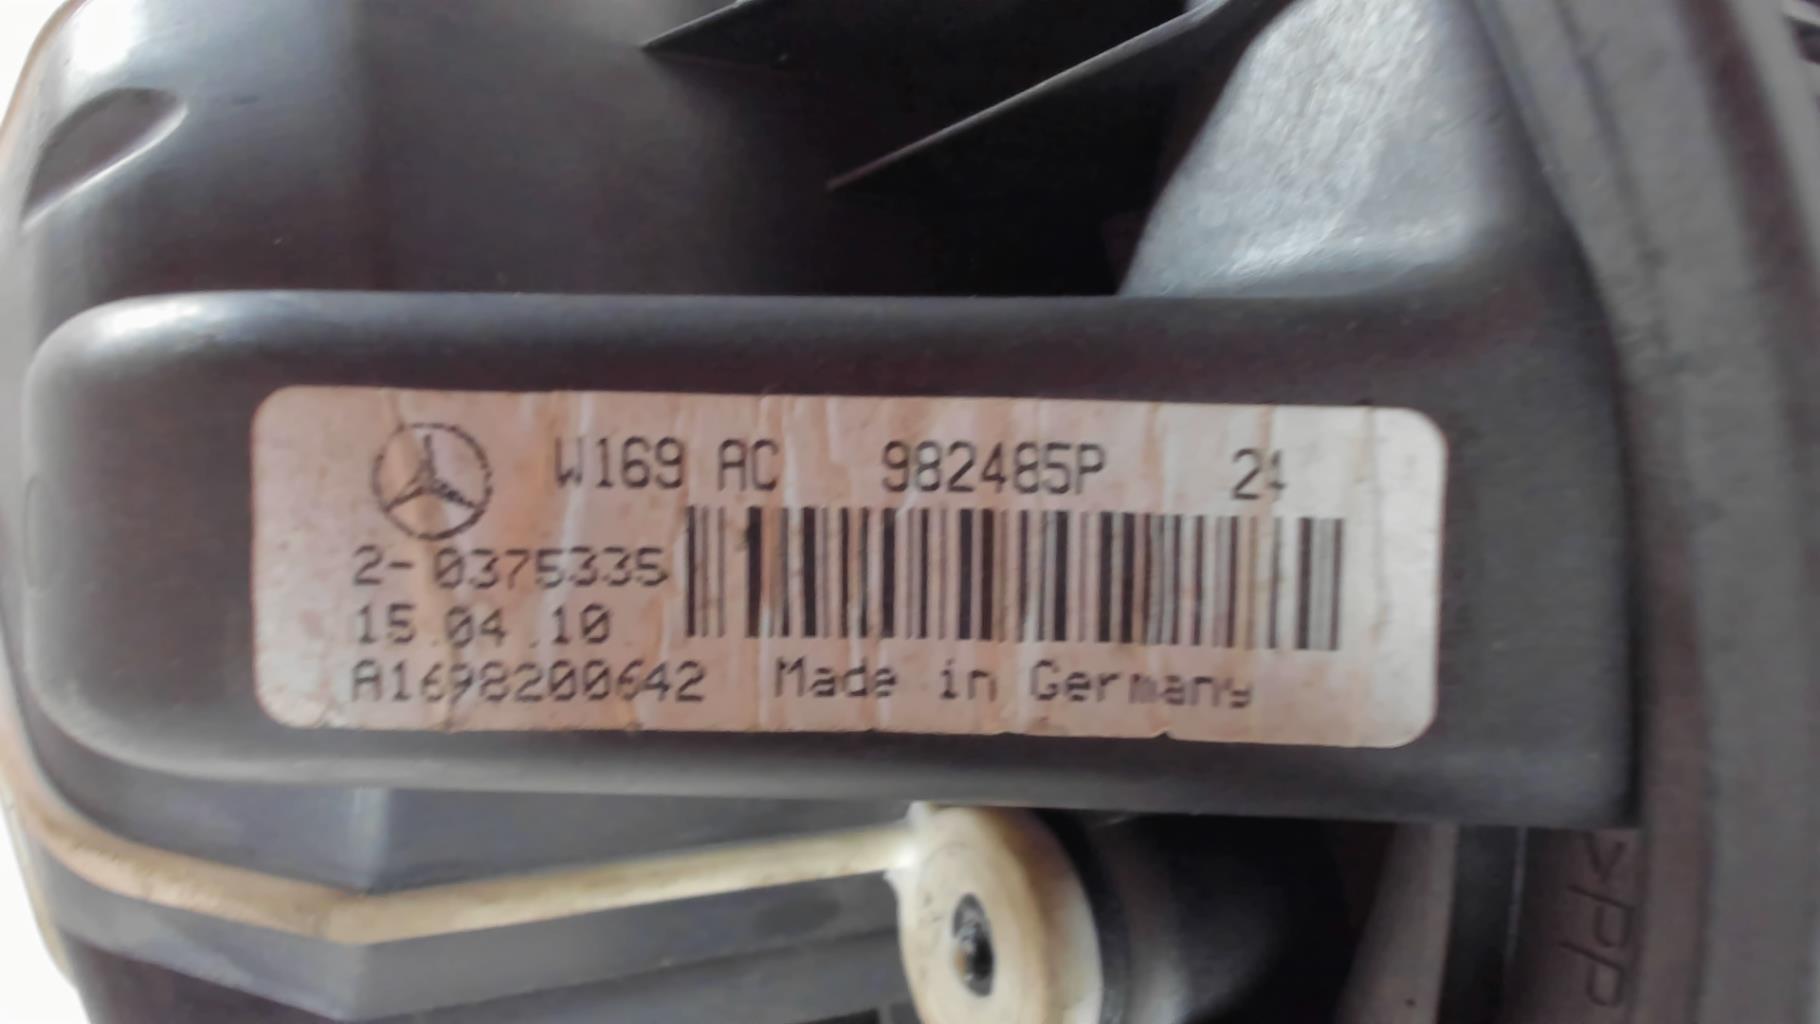 W169 AC 982485P 24
2-0375335
15.04.10
A1698200642 Made in Germany